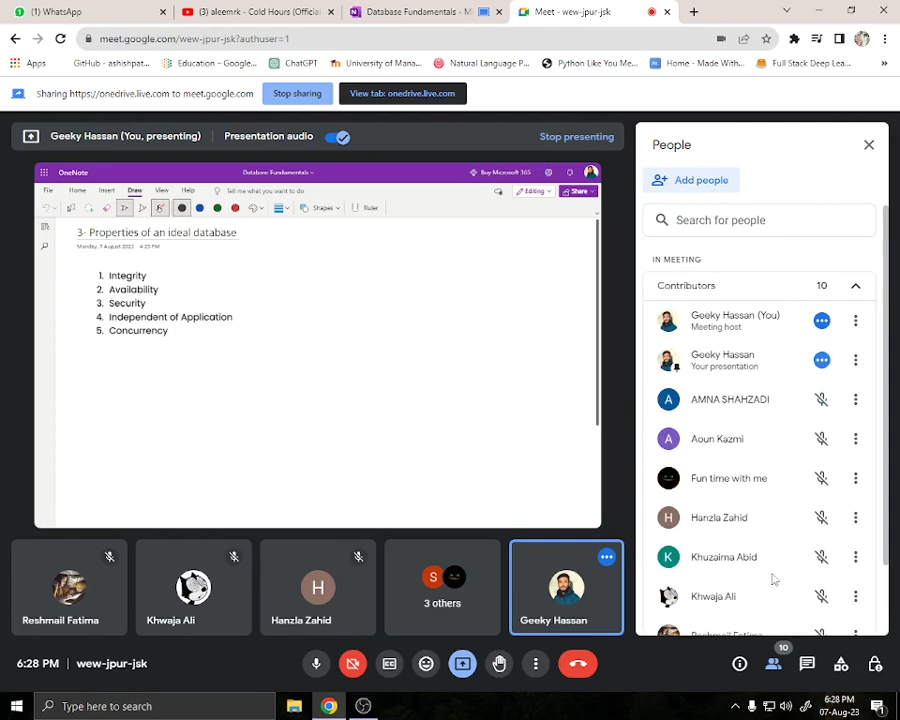 (1) WhatsApp
(3) aleemrk - Cold Hours (Official
Database Fundamentals - M
Meet - wew-jpur-jsk
meet.google.com/wew-jpur-jsk?authuser=1
Apps
GitHub - ashishpat...
Education – Google...
ChatGPT
University of Mana...
Natural Language P...
Python Like You Me...
Home - Made With...
Full Stack Deep Lea...
Sharing https://onedrive.live.com to meet.google.com
Stop sharing
View tab: onedrive.live.com
Geeky Hassan (You, presenting)
Presentation audio
Stop presenting
OneNote
Database Fundamentals
Buy Microsoft 365
File
Home
Insert
Draw
View
Help
Tell me what you want to do
Editing
Share
Shapes
Ruler
3- Properties of an ideal database
Monday, 7 August 2023 4:23 PM
1. Integrity
2. Availability
3. Security
4. Independent of Application
5. Concurrency
People
Add people
Search for people
IN MEETING
Contributors 10
Geeky Hassan (You)
Meeting host
Geeky Hassan
Your presentation
A AMNA SHAHZADI
A Aoun Kazmi
Fun time with me
H Hanzla Zahid
K Khuzaima Abid
Khwaja Ali
Reshmail Fatima
Reshmail Fatima
Khwaja Ali
H
Hanzla Zahid
S
3 others
Geeky Hassan
6:28 PM | wew-jpur-jsk
10
Type here to search
6:28 PM
07-Aug-23
1